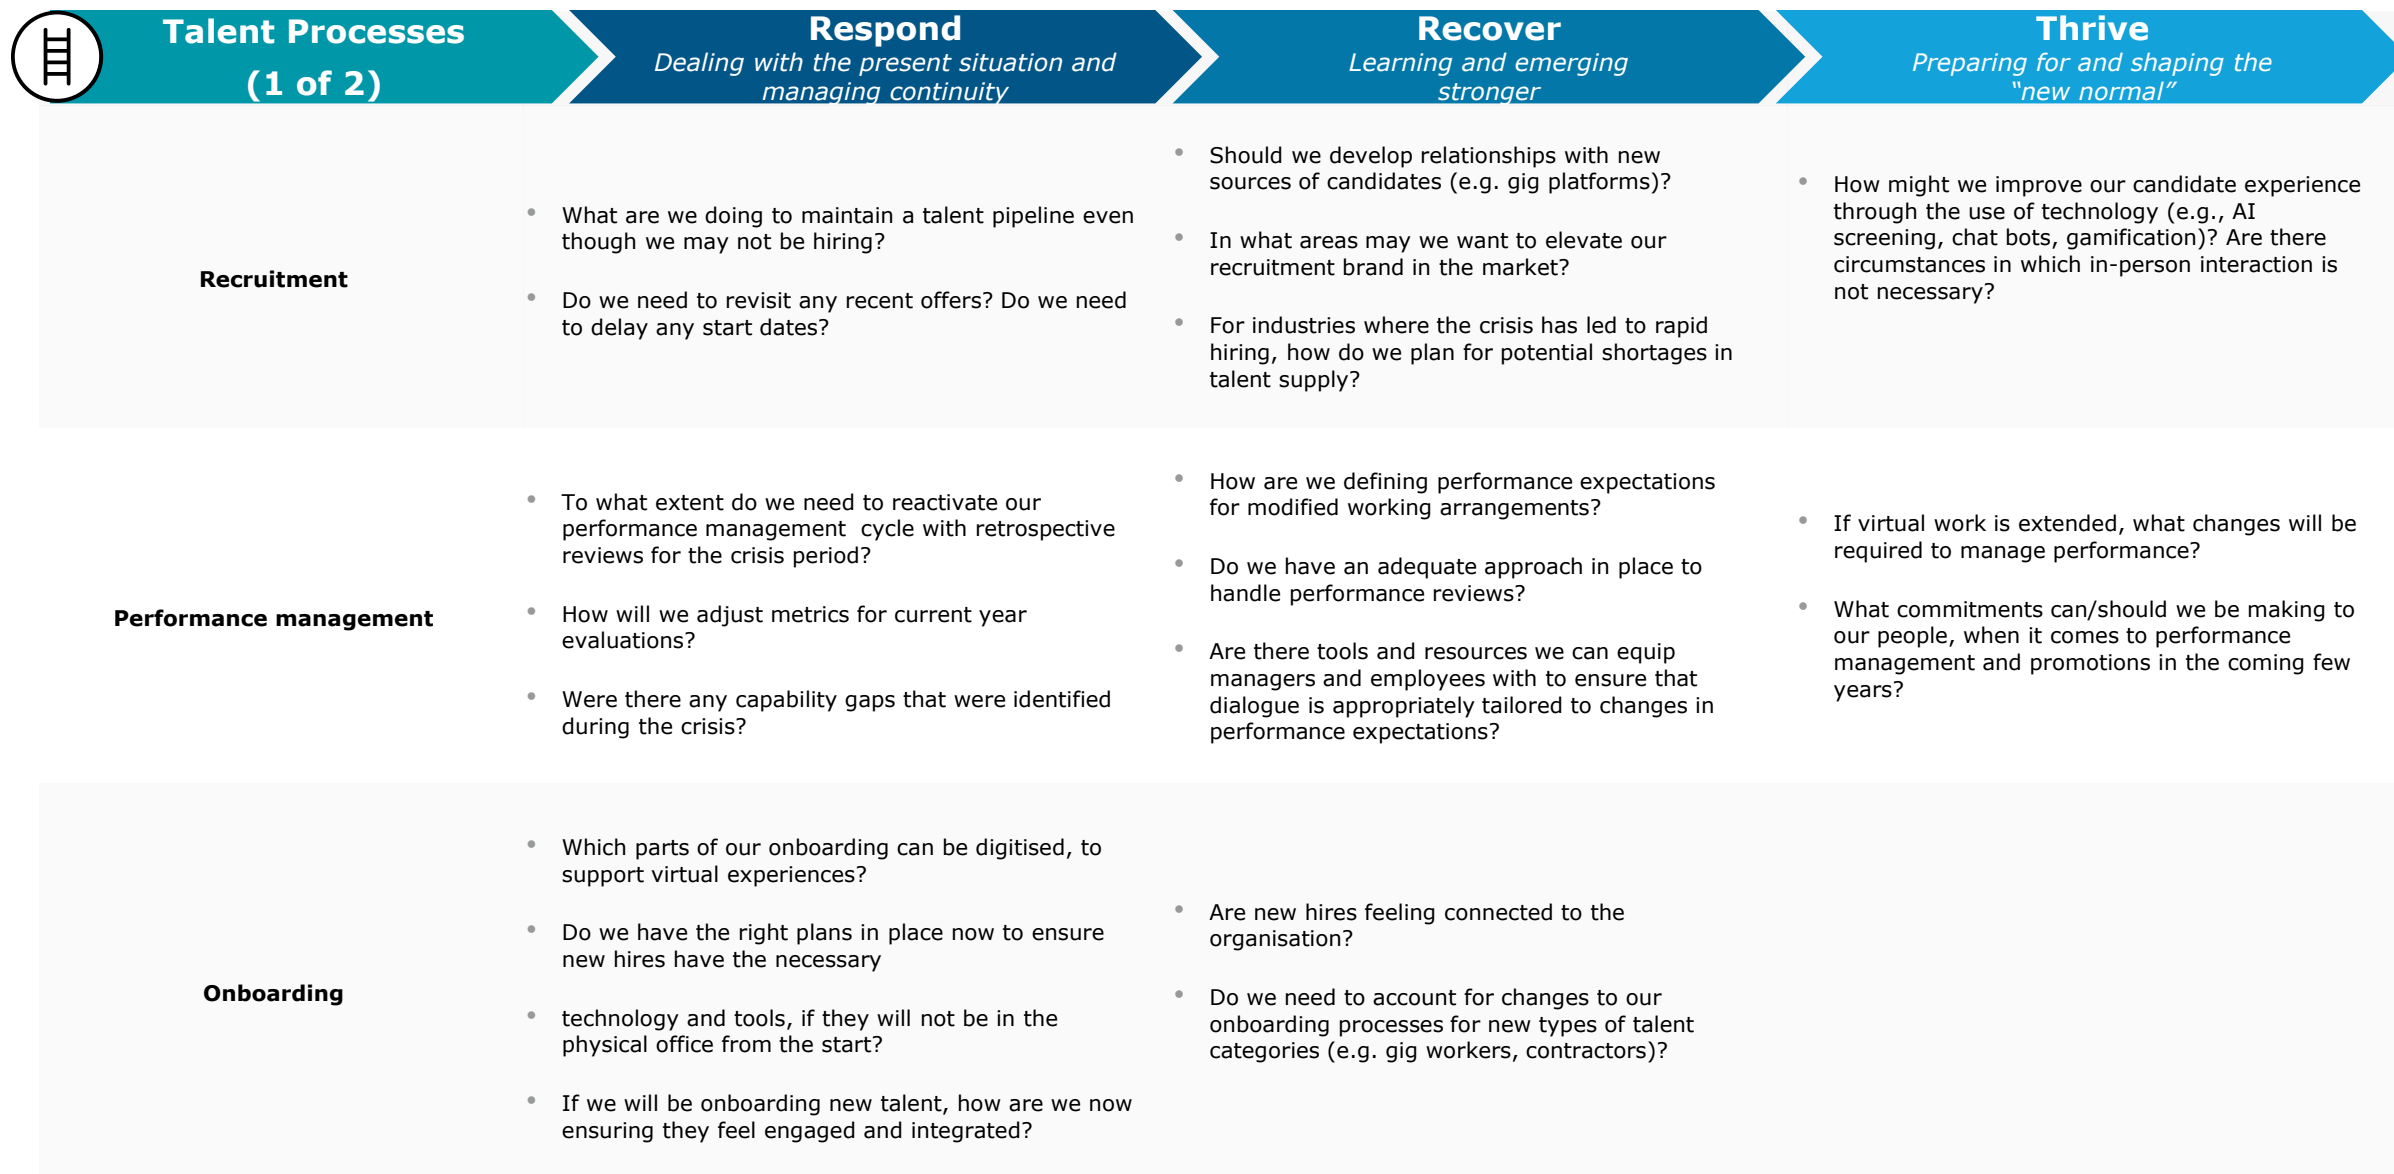 Talent Processes
(1 of 2)
Respond
Dealing with the present situation and
managing continuity
Recover
Learning and emerging
stronger
Thrive
Preparing for and shaping the
“new normal”
Recruitment
• What are we doing to maintain a talent pipeline even
though we may not be hiring?
• Do we need to revisit any recent offers? Do we need
to delay any start dates?
• Should we develop relationships with new
sources of candidates (e.g. gig platforms)?
• In what areas may we want to elevate our
recruitment brand in the market?
• For industries where the crisis has led to rapid
hiring, how do we plan for potential shortages in
talent supply?
• How might we improve our candidate experience
through the use of technology (e.g., AI
screening, chat bots, gamification)? Are there
circumstances in which in-person interaction is
not necessary?
Performance management
• To what extent do we need to reactivate our
performance management  cycle with retrospective
reviews for the crisis period?
• How will we adjust metrics for current year
evaluations?
• Were there any capability gaps that were identified
during the crisis?
• How are we defining performance expectations
for modified working arrangements?
• Do we have an adequate approach in place to
handle performance reviews?
• Are there tools and resources we can equip
managers and employees with to ensure that
dialogue is appropriately tailored to changes in
performance expectations?
• If virtual work is extended, what changes will be
required to manage performance?
• What commitments can/should we be making to
our people, when it comes to performance
management and promotions in the coming few
years?
Onboarding
• Which parts of our onboarding can be digitised, to
support virtual experiences?
• Do we have the right plans in place now to ensure
new hires have the necessary
• technology and tools, if they will not be in the
physical office from the start?
• If we will be onboarding new talent, how are we now
ensuring they feel engaged and integrated?
• Are new hires feeling connected to the
organisation?
• Do we need to account for changes to our
onboarding processes for new types of talent
categories (e.g. gig workers, contractors)?